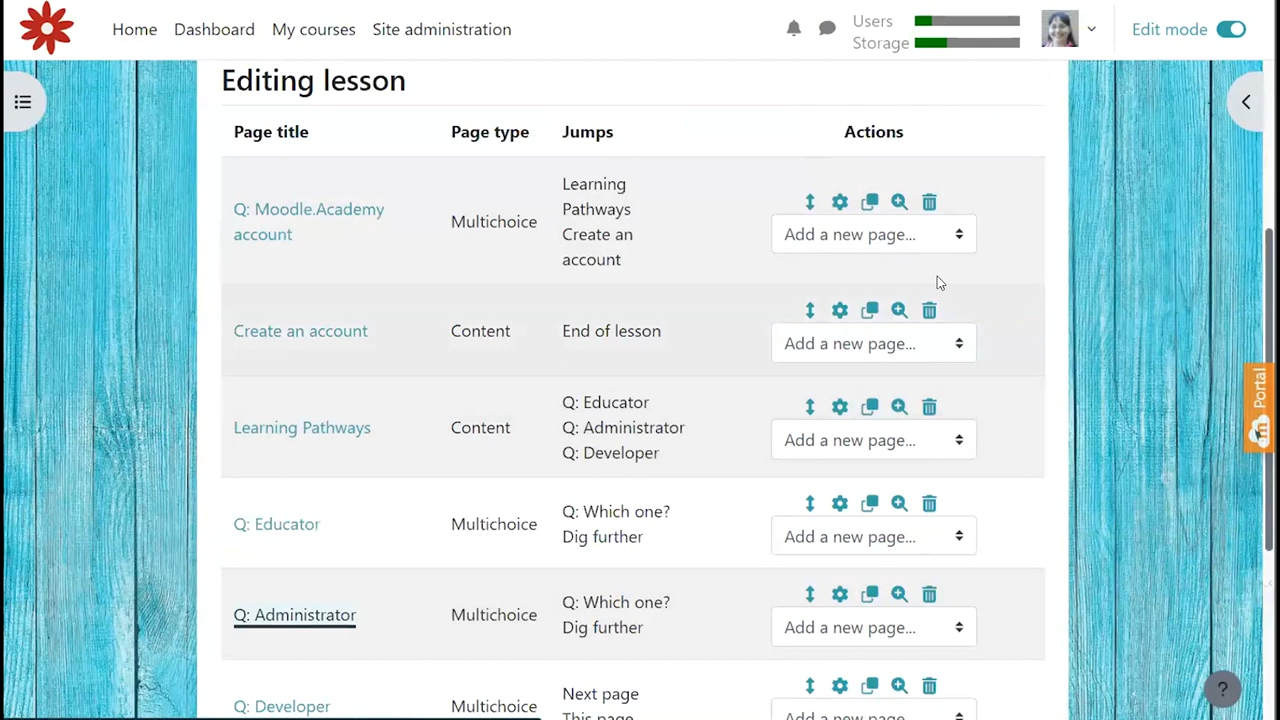 Home Dashboard My courses Site administration Users Edit mode
Storage
Editing lesson
Page title Page type Jumps Actions
Q: Moodle.Academy account Multichoice Learning
Pathways
Create an
account
Add a new page...
Create an account Content End of lesson
Add a new page...
Learning Pathways Content Q: Educator
Q: Administrator
Q: Developer
Add a new page...
Q: Educator Multichoice Q: Which one?
Dig further
Add a new page...
Q: Administrator Multichoice Q: Which one?
Dig further
Add a new page...
Q: Developer Multichoice Next page
This page
Add a new page...
Portal
?